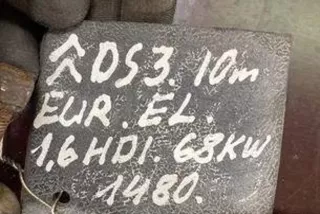 DS3. 10m
EUR. EL.
1,6 HDI. 68KW
1480.